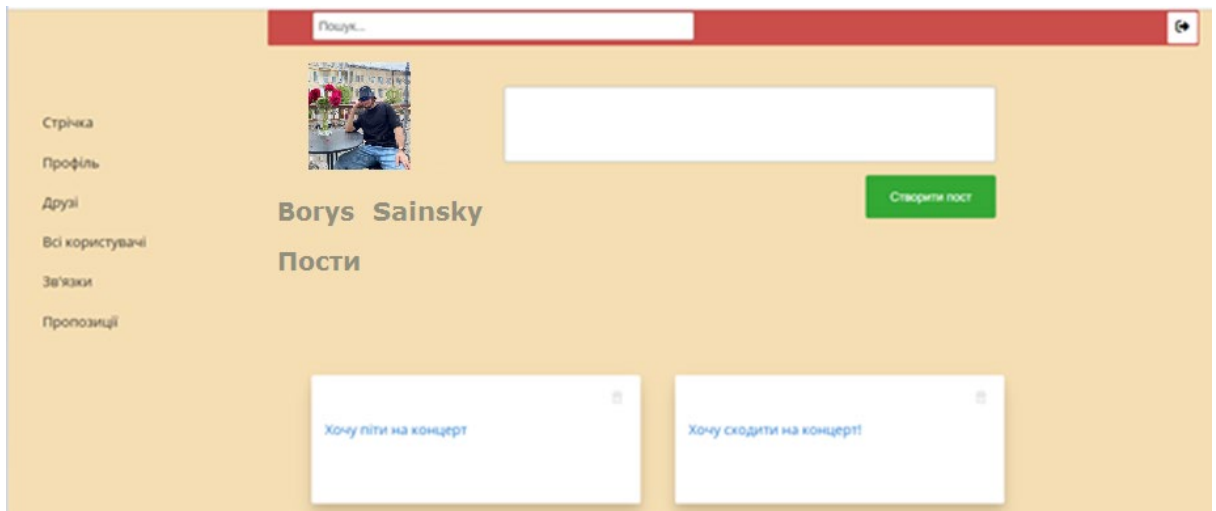 Пошук...
Стрічка
Профіль
Друзі
Всі користувачі
Зв'язки
Пропозиції
Створити пост
Borys Sainsky
Пости
Хочу піти на концерт
Хочу сходити на концерт!